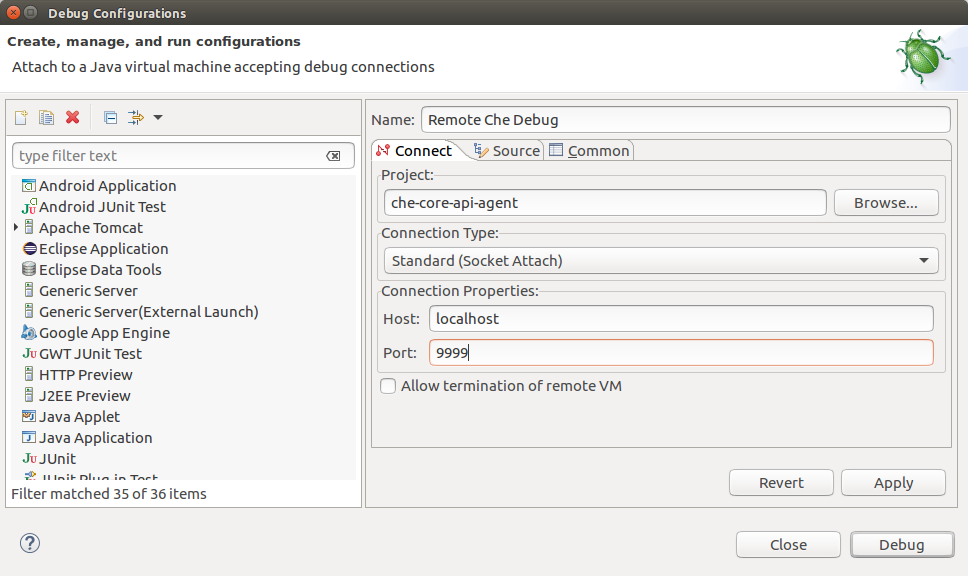 Debug Configurations
Create, manage, and run configurations
Attach to a Java virtual machine accepting debug connections
type filter text
Android Application
Android JUnit Test
Apache Tomcat
Eclipse Application
Eclipse Data Tools
Generic Server
Generic Server(External Launch)
Google App Engine
GWT JUnit Test
HTTP Preview
J2EE Preview
Java Applet
Java Application
JUnit
JUnit Plug-in Test
Filter matched 35 of 36 items
Name: Remote Che Debug
Connect Source Common
Project:
che-core-api-agent Browse...
Connection Type:
Standard (Socket Attach)
Connection Properties:
Host: localhost
Port: 9999
Allow termination of remote VM
Revert Apply
Close Debug